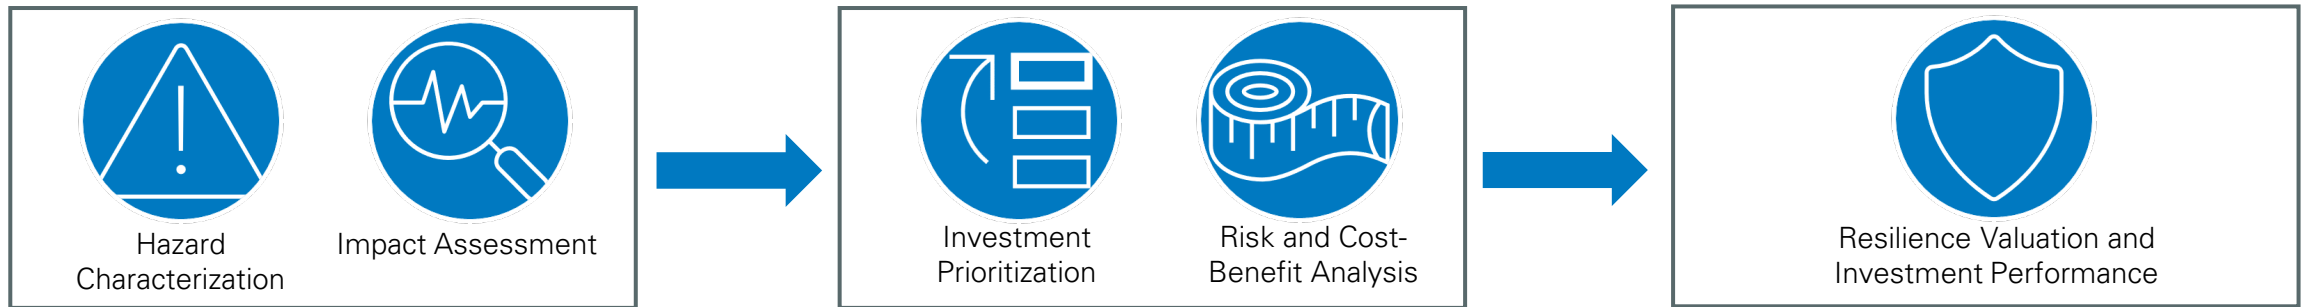 Hazard
Characterization
Impact Assessment
Investment
Prioritization
Risk and Cost-
Benefit Analysis
Resilience Valuation and
Investment Performance